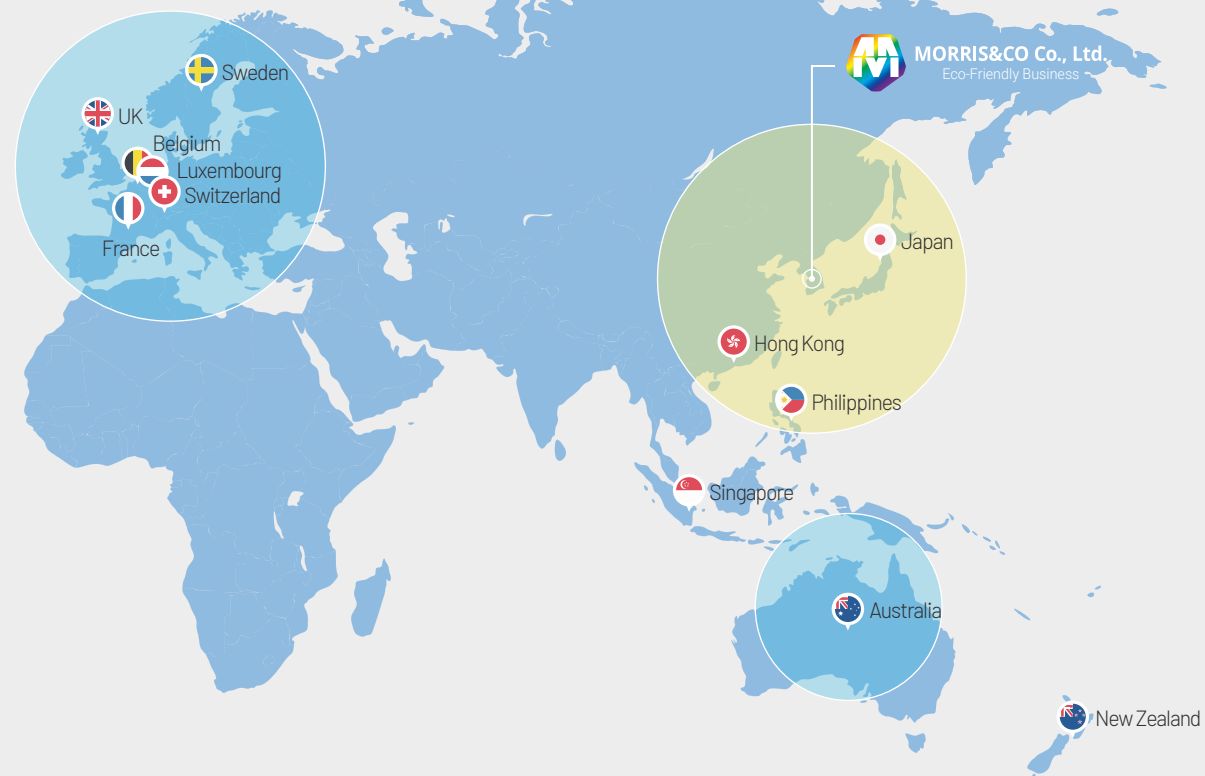 MORRIS&CO Co., Ltd.
Eco-Friendly Business
Sweden
UK
Belgium
Luxembourg
Switzerland
France
Japan
Hong Kong
Philippines
Singapore
Australia
New Zealand